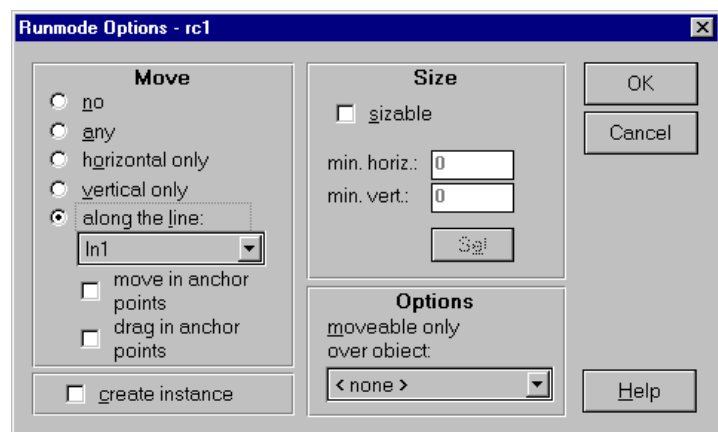 Runmode Options - rc1
Move
no
any
horizontal only
vertical only
along the line:
ln1
move in anchor
points
drag in anchor
points
create instance
Size
sizable
min. horiz.: 0
min. vert.: 0
Options
moveable only
over obiect:
< none >
OK
Cancel
Help